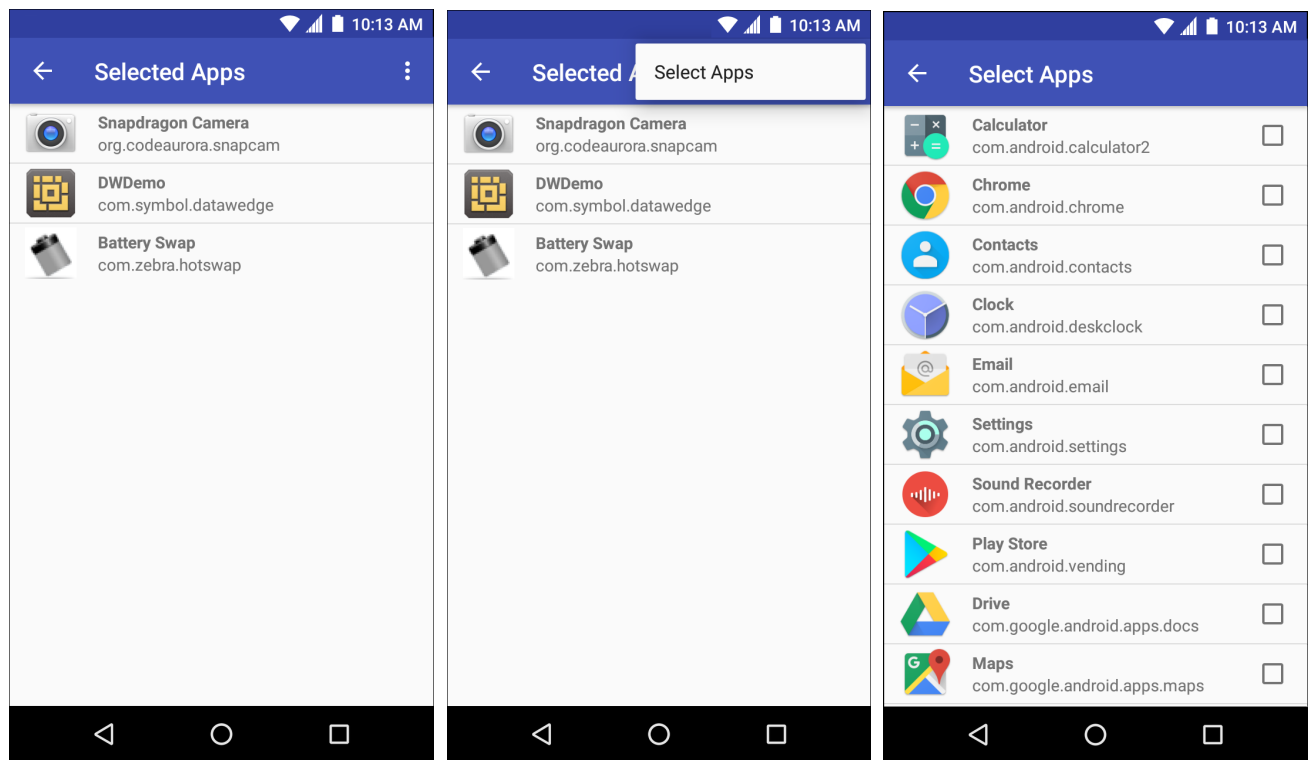 10:13 AM
Selected Apps
Snapdragon Camera
org.codeaurora.snapcam
DWDemo
com.symbol.datawedge
Battery Swap
com.zebra.hotswap
10:13 AM
Selected A
Select Apps
Snapdragon Camera
org.codeaurora.snapcam
DWDemo
com.symbol.datawedge
Battery Swap
com.zebra.hotswap
10:13 AM
Select Apps
Calculator
com.android.calculator2
Chrome
com.android.chrome
Contacts
com.android.contacts
Clock
com.android.deskclock
Email
com.android.email
Settings
com.android.settings
Sound Recorder
com.android.soundrecorder
Play Store
com.android.vending
Drive
com.google.android.apps.docs
Maps
com.google.android.apps.maps